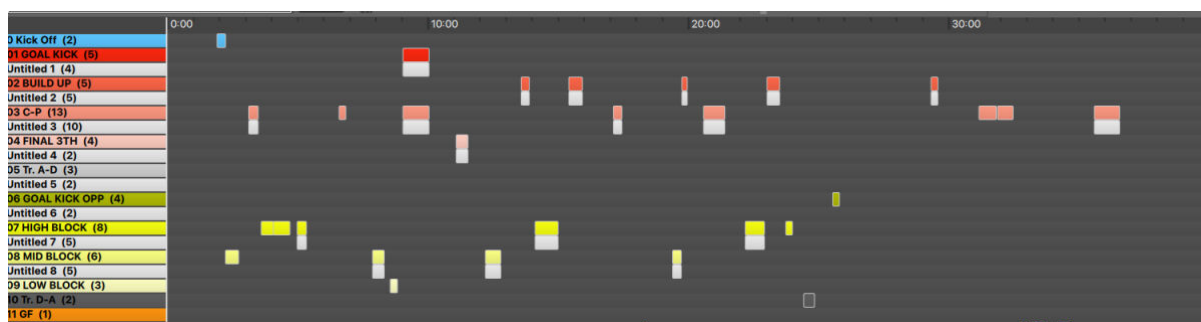 0:00 10:00 20:00 30:00
0 Kick Off (2)
01 GOAL KICK (5)
Untitled 1 (4)
02 BUILD UP (5)
Untitled 2 (5)
03 C-P (13)
Untitled 3 (10)
04 FINAL 3TH (4)
Untitled 4 (2)
05 Tr. A-D (3)
Untitled 5 (2)
06 GOAL KICK OPP (4)
Untitled 6 (2)
07 HIGH BLOCK (8)
Untitled 7 (5)
08 MID BLOCK (6)
Untitled 8 (5)
09 LOW BLOCK (3)
10 Tr. D-A (2)
11 GF (1)